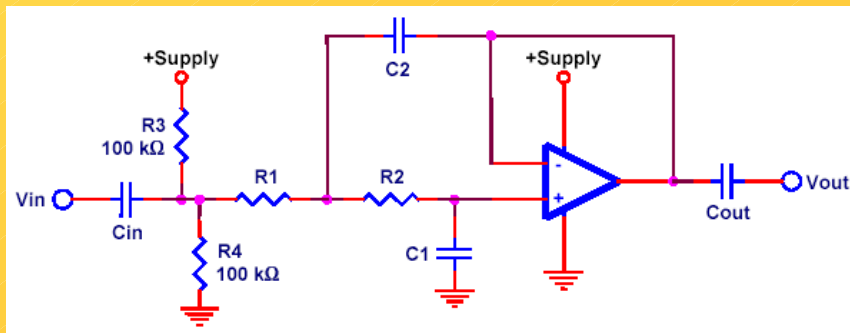 +Supply
C2
+Supply
R3
100 kΩ
R1
R2
-
+
Vin
Cin
R4
100 kΩ
C1
Cout
Vout